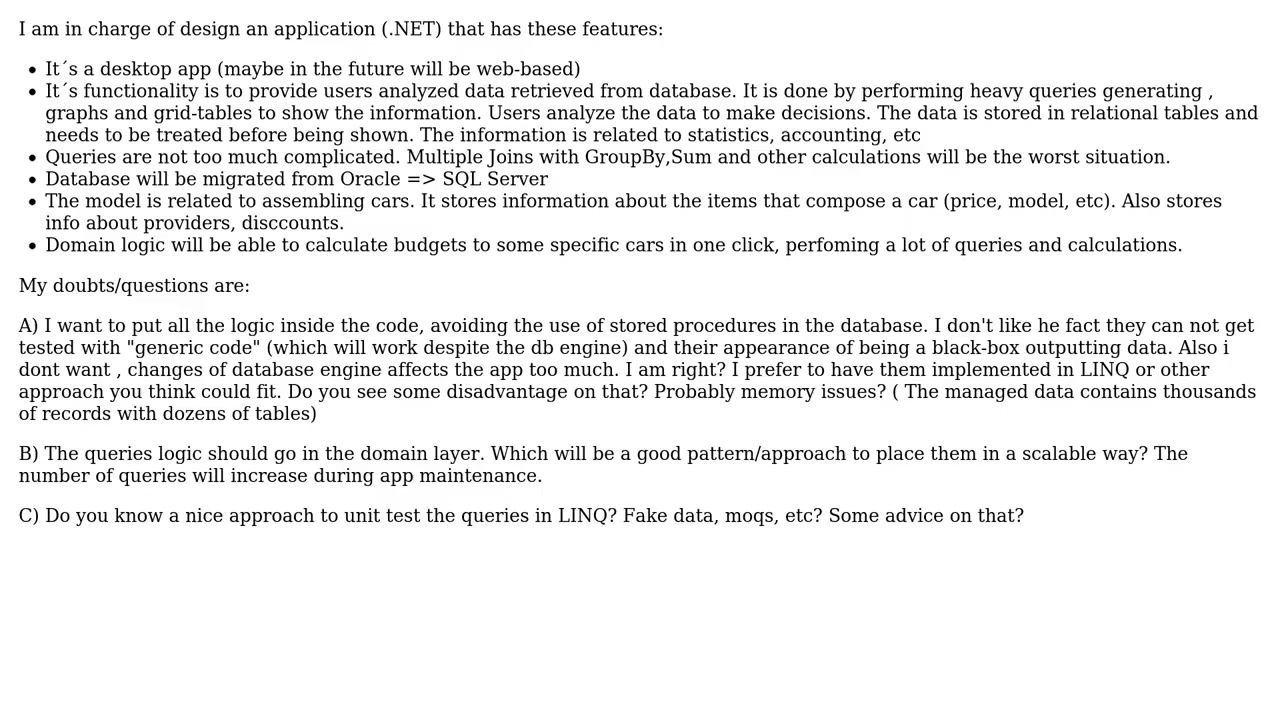 I am in charge of design an application (.NET) that has these features:
• It´s a desktop app (maybe in the future will be web-based)
• It´s functionality is to provide users analyzed data retrieved from database. It is done by performing heavy queries generating ,
graphs and grid-tables to show the information. Users analyze the data to make decisions. The data is stored in relational tables and
needs to be treated before being shown. The information is related to statistics, accounting, etc
• Queries are not too much complicated. Multiple Joins with GroupBy,Sum and other calculations will be the worst situation.
• Database will be migrated from Oracle => SQL Server
• The model is related to assembling cars. It stores information about the items that compose a car (price, model, etc). Also stores
info about providers, disccounts.
• Domain logic will be able to calculate budgets to some specific cars in one click, perfoming a lot of queries and calculations.
My doubts/questions are:
A) I want to put all the logic inside the code, avoiding the use of stored procedures in the database. I don't like he fact they can not get
tested with "generic code" (which will work despite the db engine) and their appearance of being a black-box outputting data. Also i
dont want , changes of database engine affects the app too much. I am right? I prefer to have them implemented in LINQ or other
approach you think could fit. Do you see some disadvantage on that? Probably memory issues? ( The managed data contains thousands
of records with dozens of tables)
B) The queries logic should go in the domain layer. Which will be a good pattern/approach to place them in a scalable way? The
number of queries will increase during app maintenance.
C) Do you know a nice approach to unit test the queries in LINQ? Fake data, moqs, etc? Some advice on that?